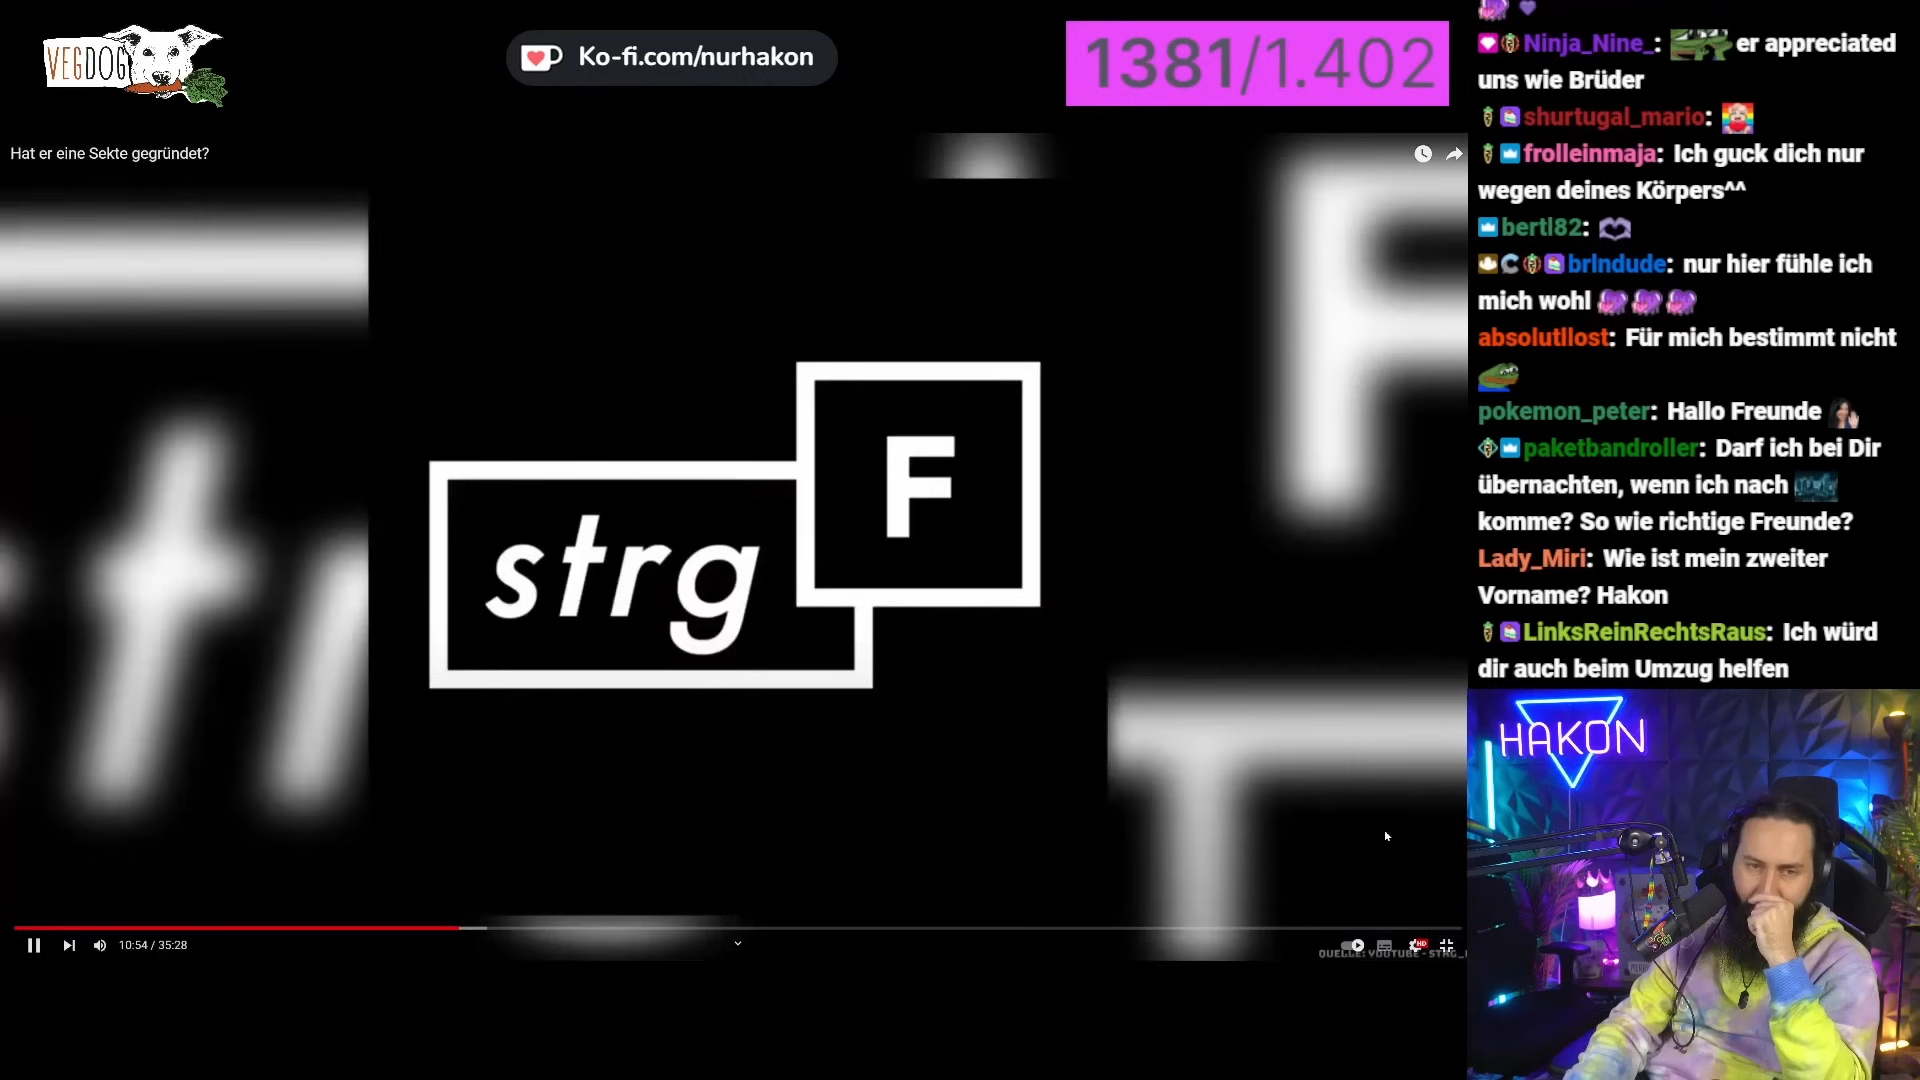 VEGDOG
Ko-fi.com/nurhakon
1381/1.402
Hat er eine Sekte gegründet?
strg
F
10:54 / 35:28
HD
QUELLE: YOUTUBE - STRG_
Ninja_Nine_: er appreciated
uns wie Brüder
shurtugal_mario:
frolleinmaja: Ich guck dich nur
wegen deines Körpers^^
bertl82:
brlndude: nur hier fühle ich
mich wohl
absolutllost: Für mich bestimmt nicht
pokemon_peter: Hallo Freunde
paketbandroller: Darf ich bei Dir
übernachten, wenn ich nach
komme? So wie richtige Freunde?
Lady_Miri: Wie ist mein zweiter
Vorname? Hakon
LinksReinRechtsRaus: Ich würd
dir auch beim Umzug helfen
HAKON